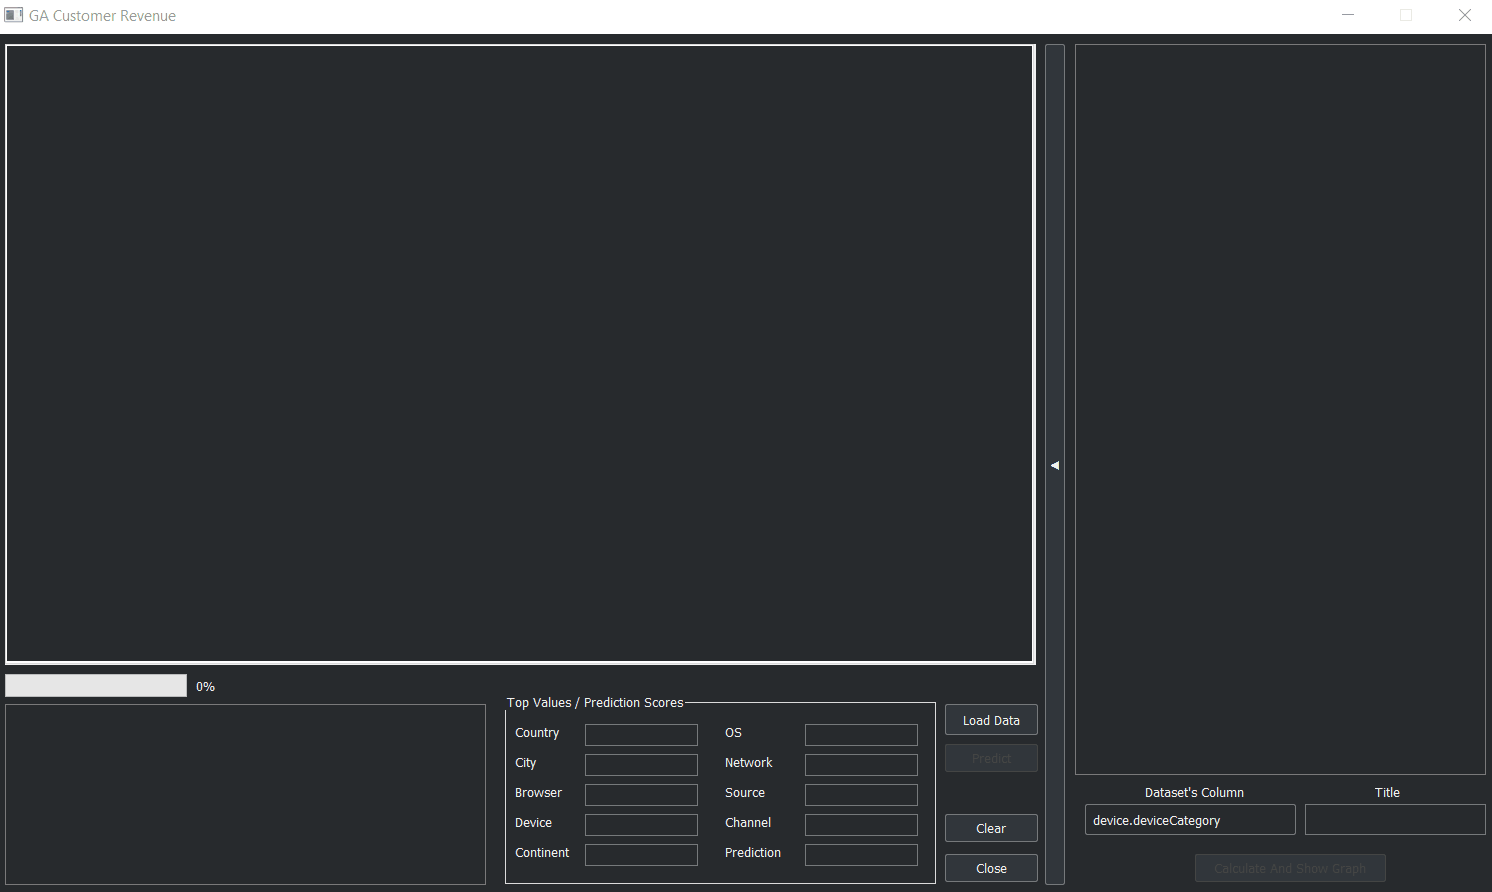 GA Customer Revenue
0%
Top Values / Prediction Scores
Country
OS
City
Network
Browser
Source
Device
Channel
Continent
Prediction
Load Data
Predict
Clear
Close
Dataset's Column
Title
device.deviceCategory
Calculate And Show Graph